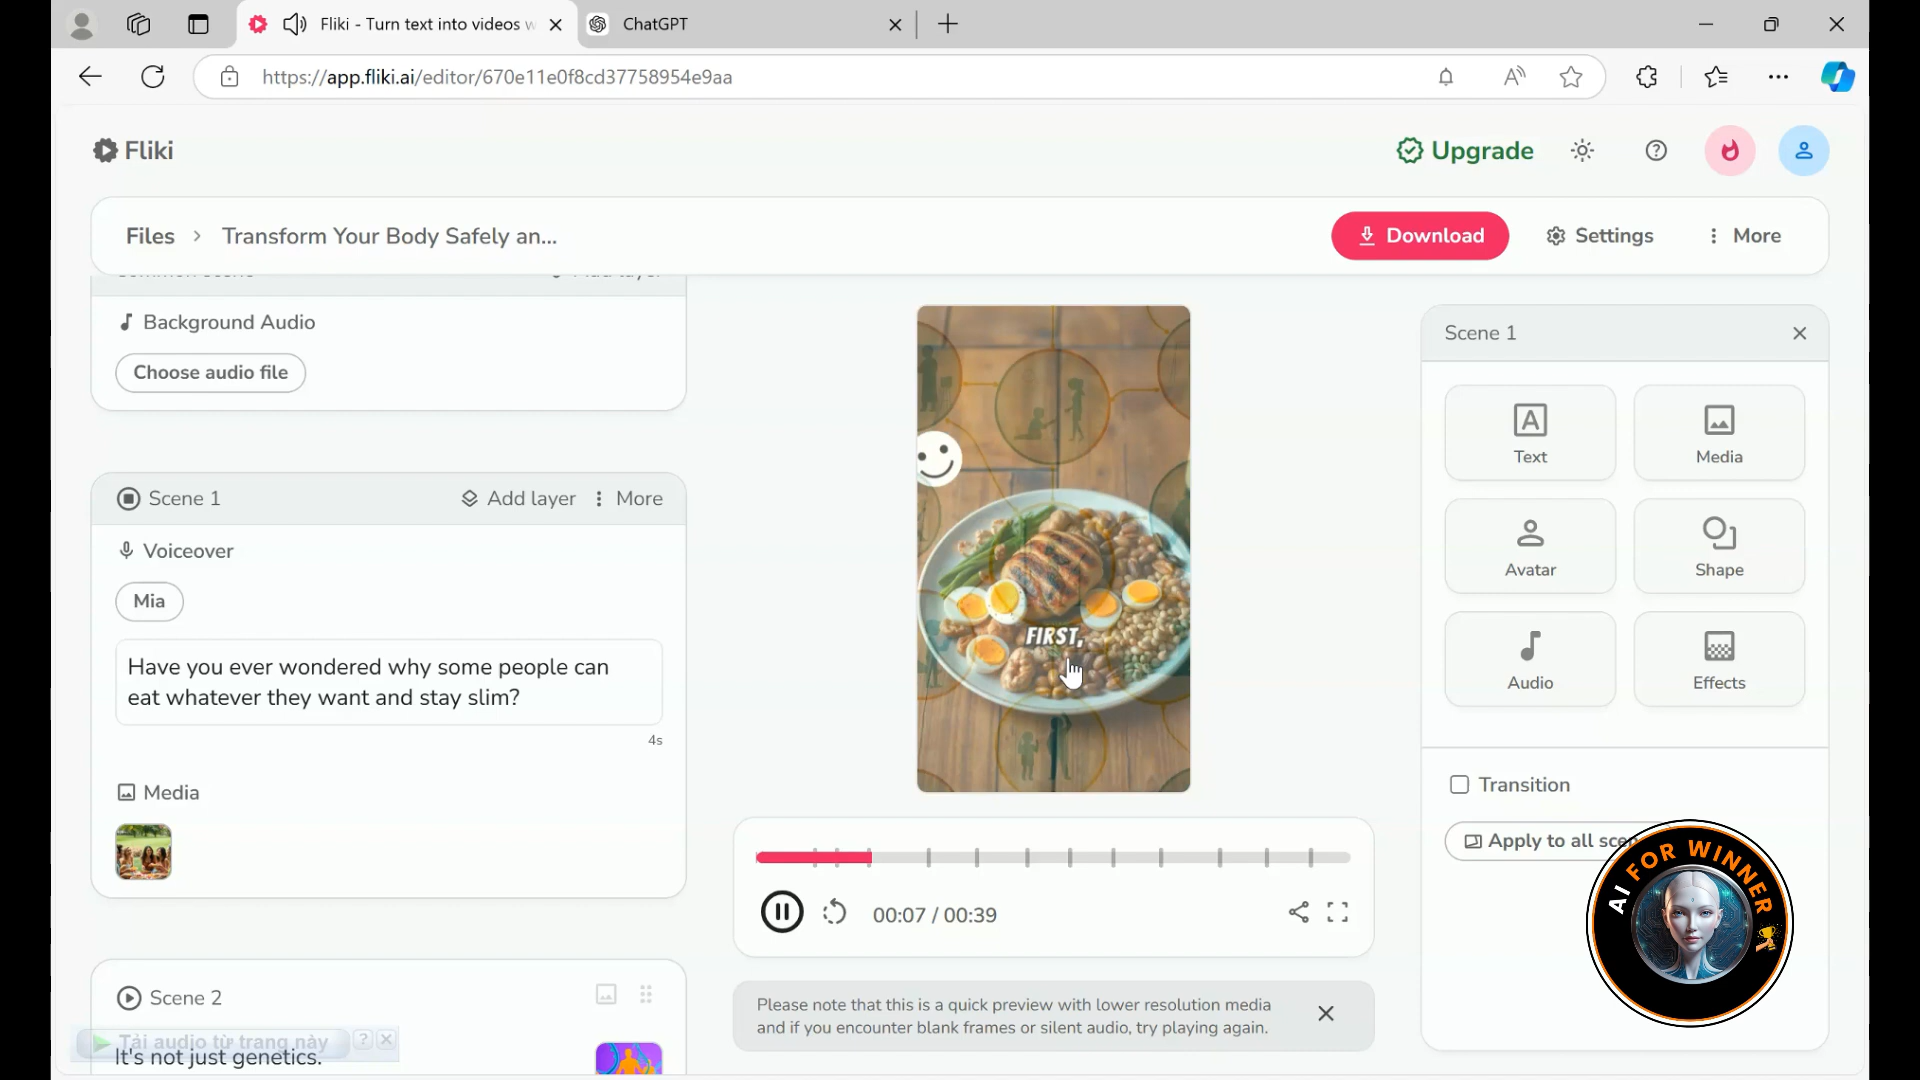 Fliki - Turn text into videos w
ChatGPT
https://app.fliki.ai/editor/670e11e0f8cd37758954e9aa
Fliki
Upgrade
Files > Transform Your Body Safely an...
Download
Settings
More
Background Audio
Choose audio file
Scene 1
Add layer
More
Voiceover
Mia
Have you ever wondered why some people can
eat whatever they want and stay slim?
4s
Media
Scene 2
Tải audio từ trang này
?
It's not just genetics.
FIRST,
00:07 / 00:39
Please note that this is a quick preview with lower resolution media
and if you encounter blank frames or silent audio, try playing again.
Scene 1
Text
Media
Avatar
Shape
Audio
Effects
Transition
Apply to all
AI FOR WINNER